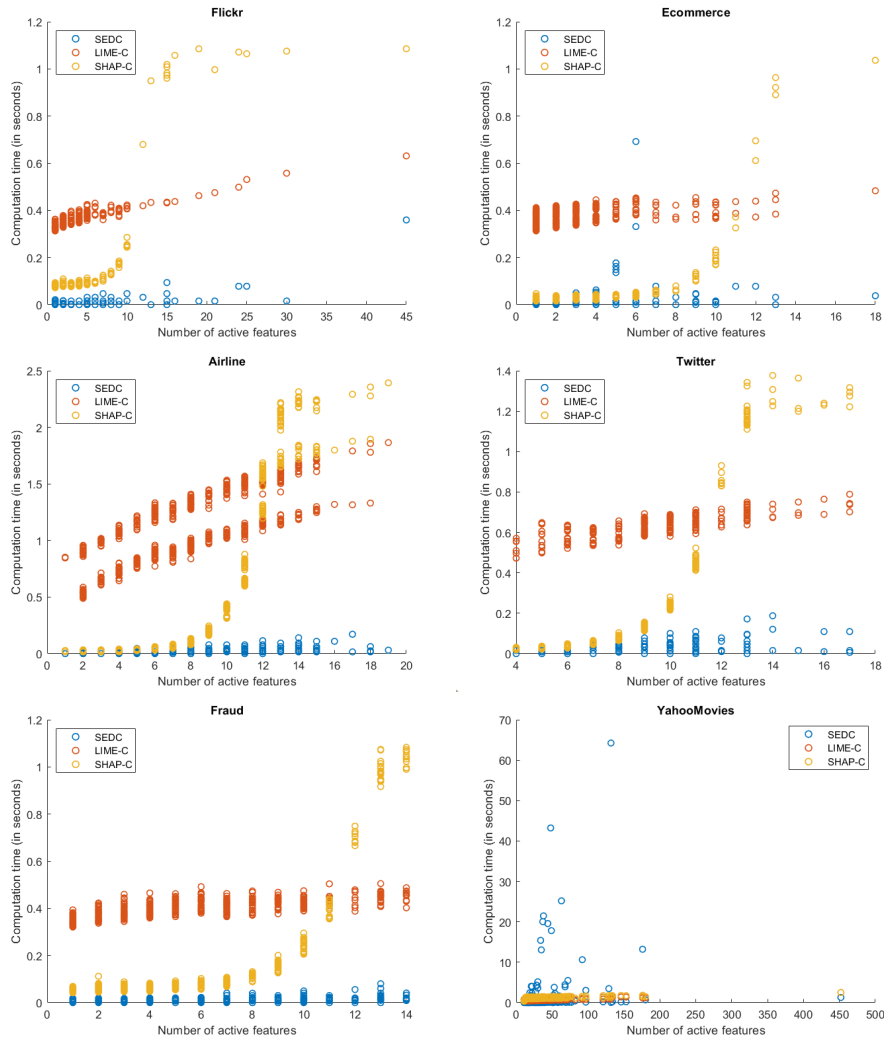 Flickr
1.2
1
0.8
0.6
0.4
0.2
0
Computation time (in seconds)
SEDC
LIME-C
SHAP-C
0 5 10 15 20 25 30 35 40 45
Number of active features
Ecommerce
1.2
1
0.8
0.6
0.4
0.2
0
Computation time (in seconds)
SEDC
LIME-C
SHAP-C
0 2 4 6 8 10 12 14 16 18
Number of active features
Airline
2.5
2
1.5
1
0.5
0
Computation time (in seconds)
SEDC
LIME-C
SHAP-C
2 4 6 8 10 12 14 16 18 20
Number of active features
Twitter
1.4
1.2
1
0.8
0.6
0.4
0.2
0
Computation time (in seconds)
SEDC
LIME-C
SHAP-C
4 6 8 10 12 14 16 18
Number of active features
Fraud
1.2
1
0.8
0.6
0.4
0.2
0
Computation time (in seconds)
SEDC
LIME-C
SHAP-C
2 4 6 8 10 12 14
Number of active features
YahooMovies
70
60
50
40
30
20
10
0
Computation time (in seconds)
SEDC
LIME-C
SHAP-C
0 50 100 150 200 250 300 350 400 450 500
Number of active features